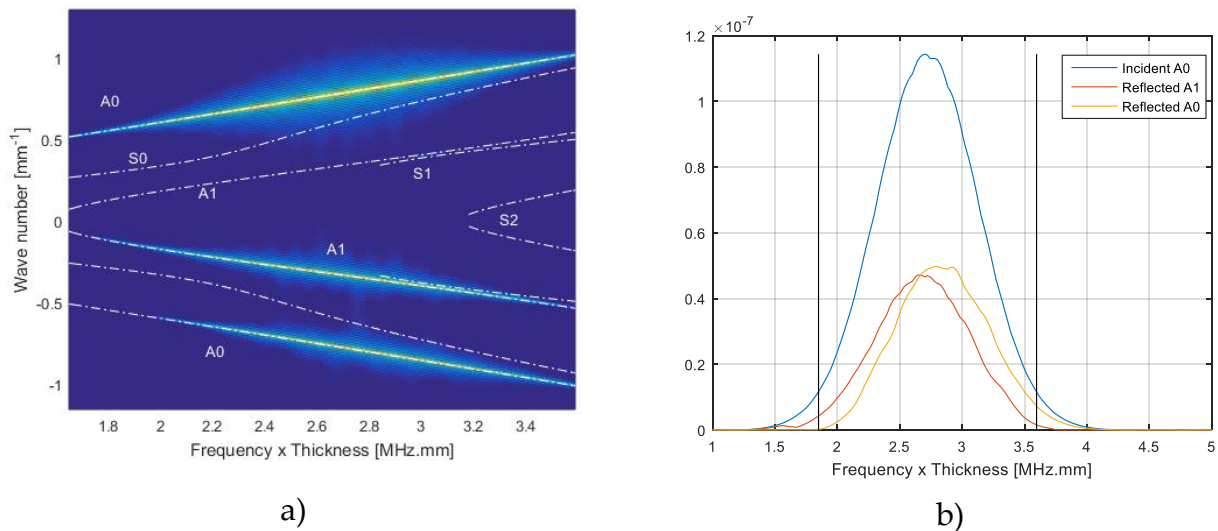 A0
S0
A1
S1
S2
A1
A0
1
0.5
0
-0.5
-1
Wave number [mm⁻¹]
1.8 2 2.2 2.4 2.6 2.8 3 3.2 3.4
Frequency x Thickness [MHz.mm]
a)
×10⁻⁷
1.2
1
0.8
0.6
0.4
0.2
0
Incident A0
Reflected A1
Reflected A0
1 1.5 2 2.5 3 3.5 4 4.5 5
Frequency x Thickness [MHz.mm]
b)